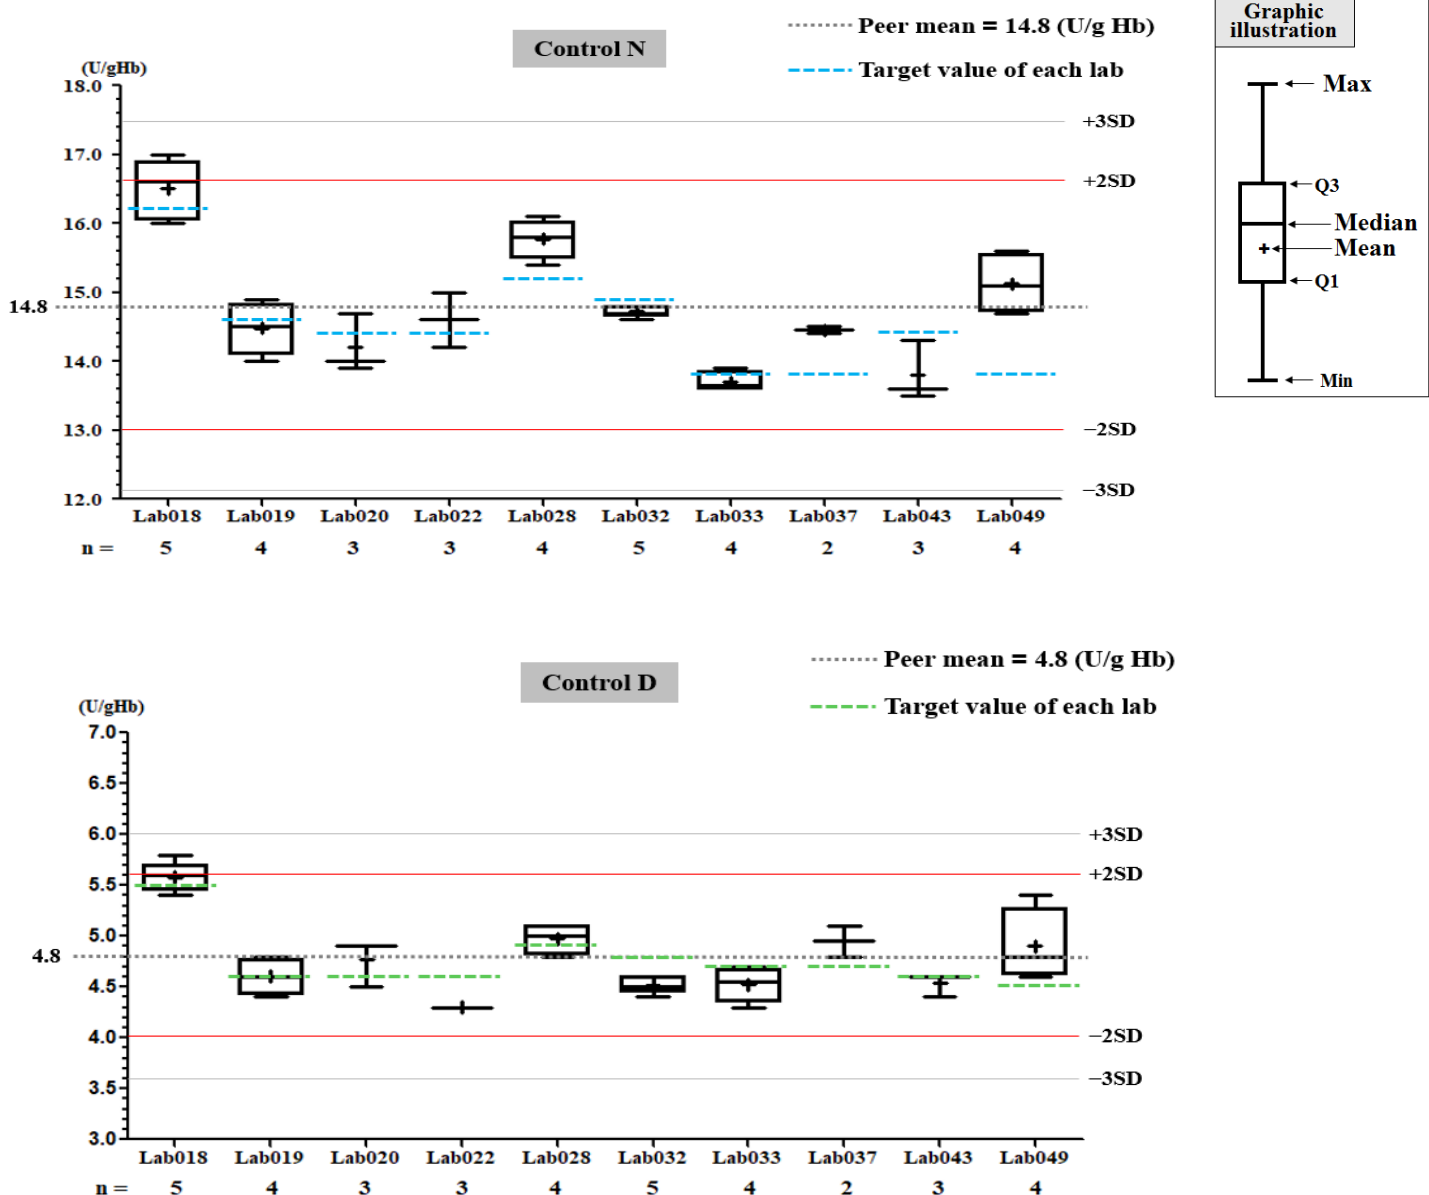 Peer mean = 14.8 (U/g Hb)
Control N
Target value of each lab
(U/gHb)
18.0
+3SD
17.0
+2SD
16.0
15.0
14.8
14.0
13.0
−2SD
12.0
−3SD
Lab018 Lab019 Lab020 Lab022 Lab028 Lab032 Lab033 Lab037 Lab043 Lab049
n = 5 4 3 3 4 5 4 2 3 4
Graphic
illustration
Max
Q3
Median
Mean
Q1
Min
Peer mean = 4.8 (U/g Hb)
Control D
Target value of each lab
(U/gHb)
7.0
6.5
6.0
+3SD
5.5
+2SD
5.0
4.8
4.5
4.0
−2SD
3.5
−3SD
3.0
Lab018 Lab019 Lab020 Lab022 Lab028 Lab032 Lab033 Lab037 Lab043 Lab049
n = 5 4 3 3 4 5 4 2 3 4